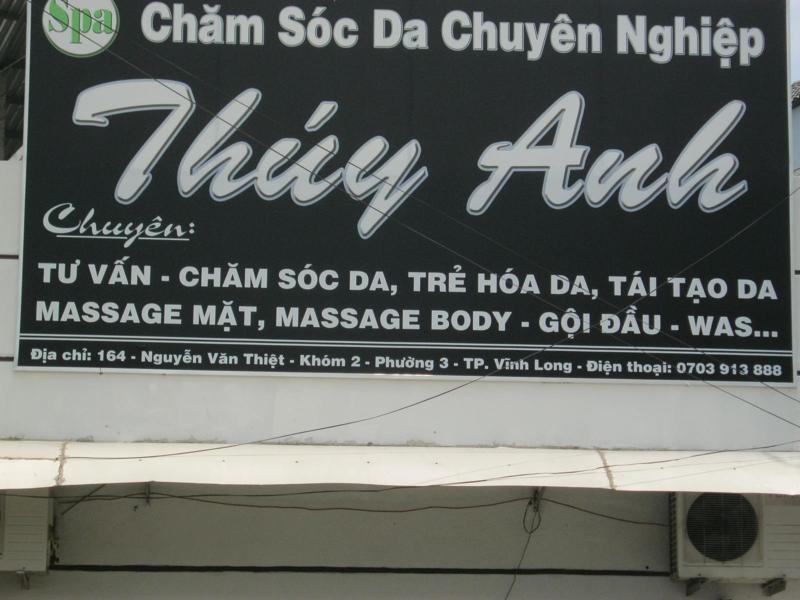 Spa Chăm Sóc Da Chuyên Nghiệp
Thúy Anh
Chuyên:
TƯ VẤN - CHĂM SÓC DA, TRẺ HÓA DA, TÁI TẠO DA
MASSAGE MẶT, MASSAGE BODY - GỘI ĐẦU - WAS...
Địa chỉ: 164 - Nguyễn Văn Thiệt - Khóm 2 - Phường 3 - TP. Vĩnh Long - Điện thoại: 0703 913 888